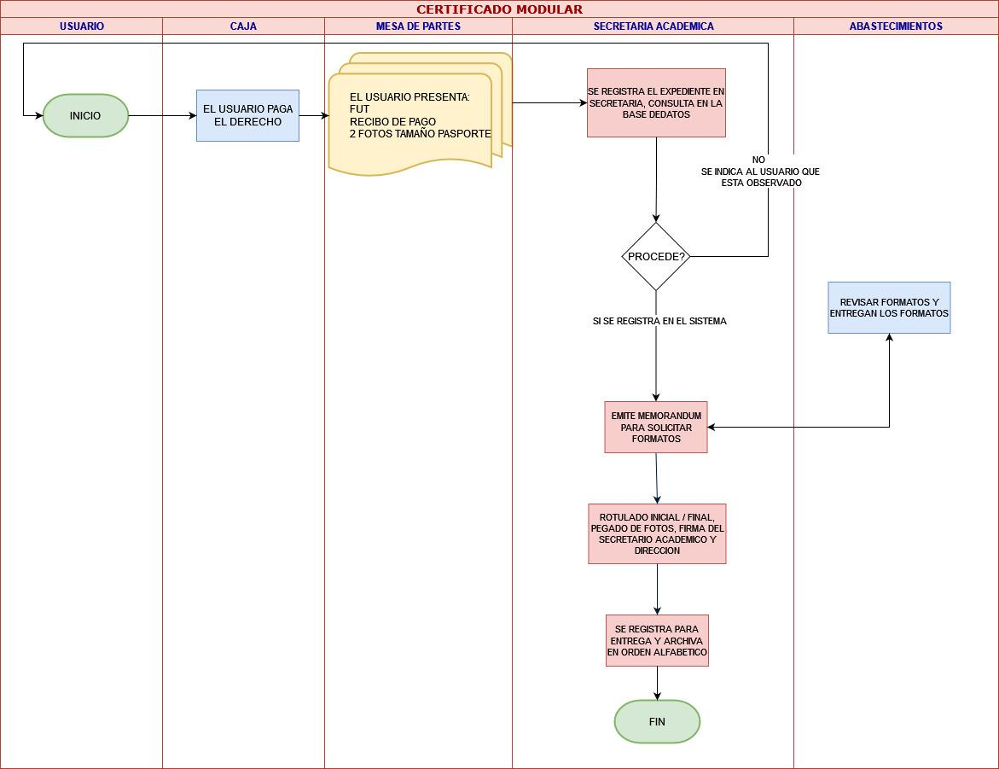 CERTIFICADO MODULAR
USUARIO
CAJA
MESA DE PARTES
SECRETARIA ACADEMICA
ABASTECIMIENTOS
INICIO
EL USUARIO PAGA
EL DERECHO
EL USUARIO PRESENTA:
FUT
RECIBO DE PAGO
2 FOTOS TAMAÑO PASPORTE
SE REGISTRA EL EXPEDIENTE EN
SECRETARIA, CONSULTA EN LA
BASE DEDATOS
NO
SE INDICA AL USUARIO QUE
ESTA OBSERVADO
PROCEDE?
SI SE REGISTRA EN EL SISTEMA
REVISAR FORMATOS Y
ENTREGAN LOS FORMATOS
EMITE MEMORANDUM
PARA SOLICITAR
FORMATOS
ROTULADO INICIAL / FINAL,
PEGADO DE FOTOS, FIRMA DEL
SECRETARIO ACADEMICO Y
DIRECCION
SE REGISTRA PARA
ENTREGA Y ARCHIVA
EN ORDEN ALFABETICO
FIN